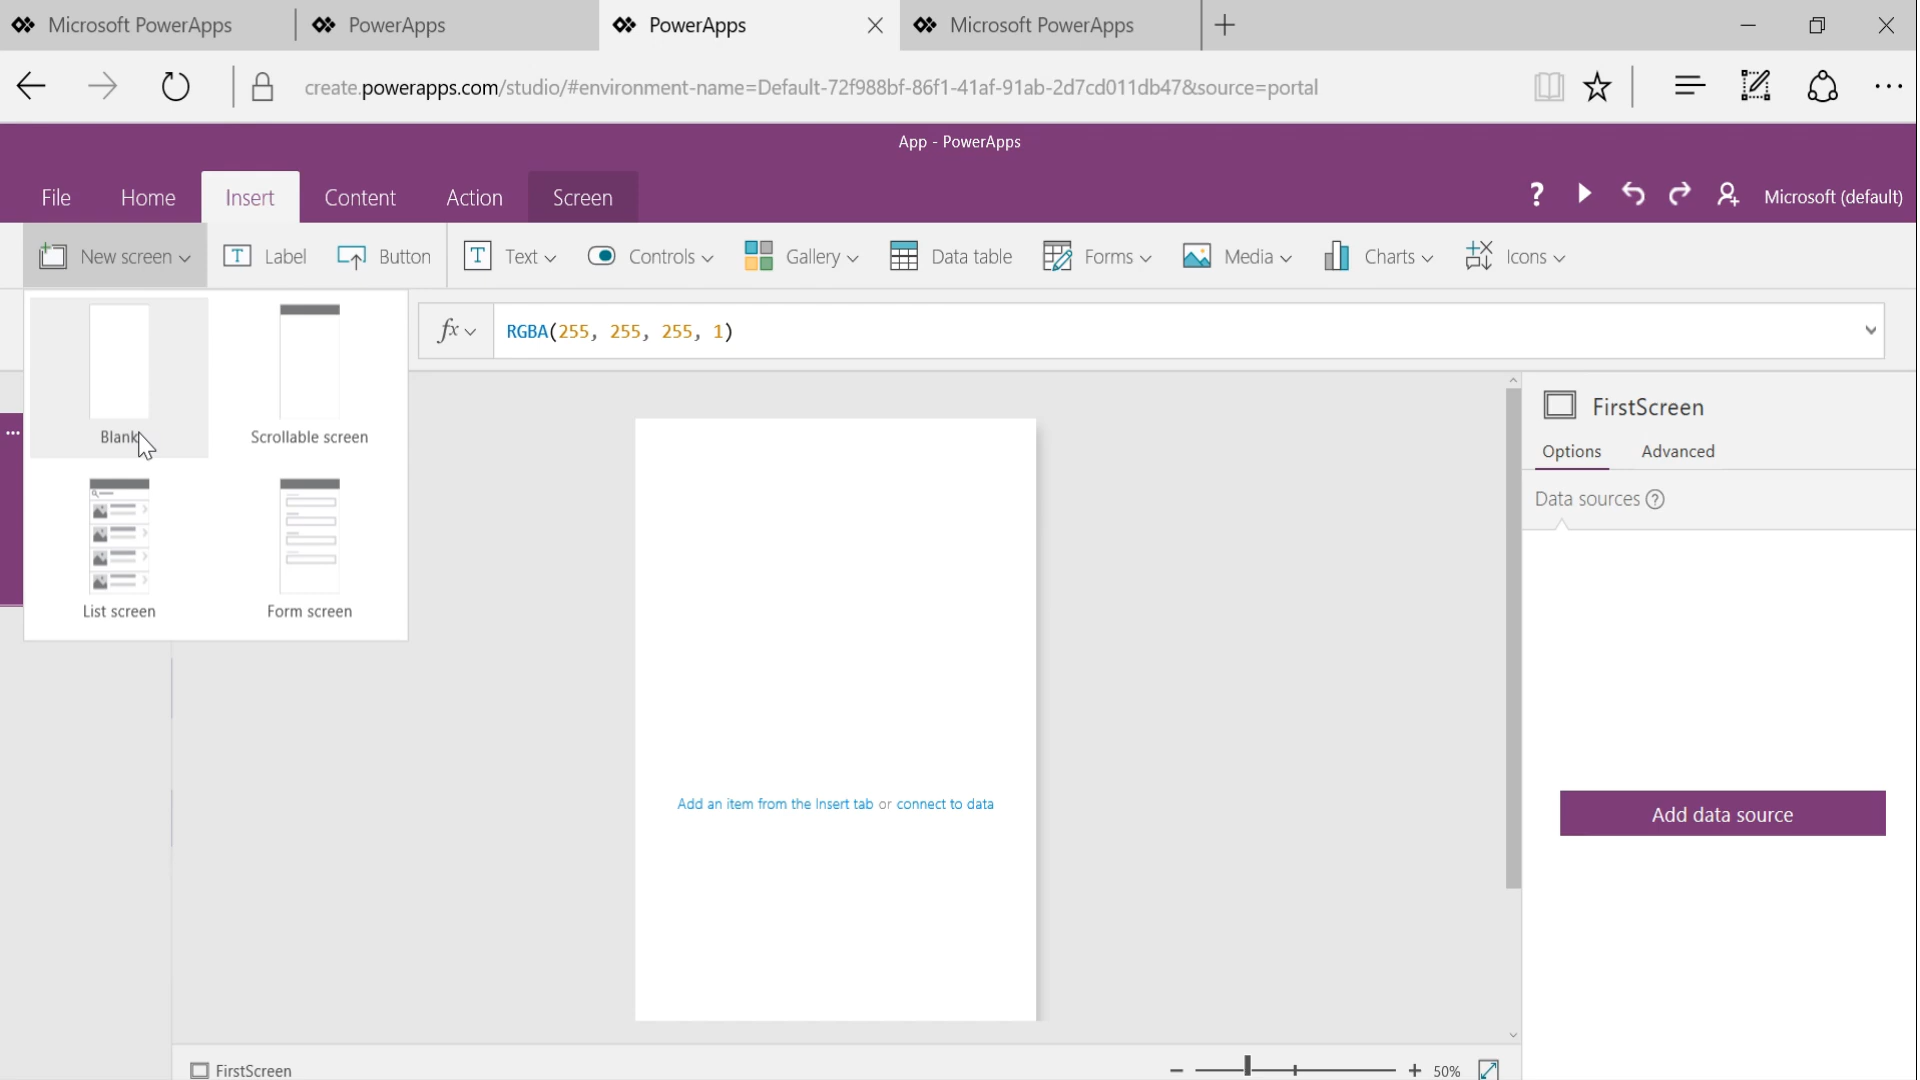 Microsoft PowerApps
PowerApps
PowerApps
Microsoft PowerApps
create.powerapps.com/studio/#environment-name=Default-72f988bf-86f1-41af-91ab-2d7cd011db47&source=portal
App - PowerApps
File
Home
Insert
Content
Action
Screen
?
Microsoft (default)
New screen
Label
Button
Text
Controls
Gallery
Data table
Forms
Media
Charts
Icons
fx
RGBA(255, 255, 255, 1)
Blank
Scrollable screen
List screen
Form screen
FirstScreen
Options
Advanced
Data sources
Add an item from the Insert tab or connect to data
Add data source
FirstScreen
50%